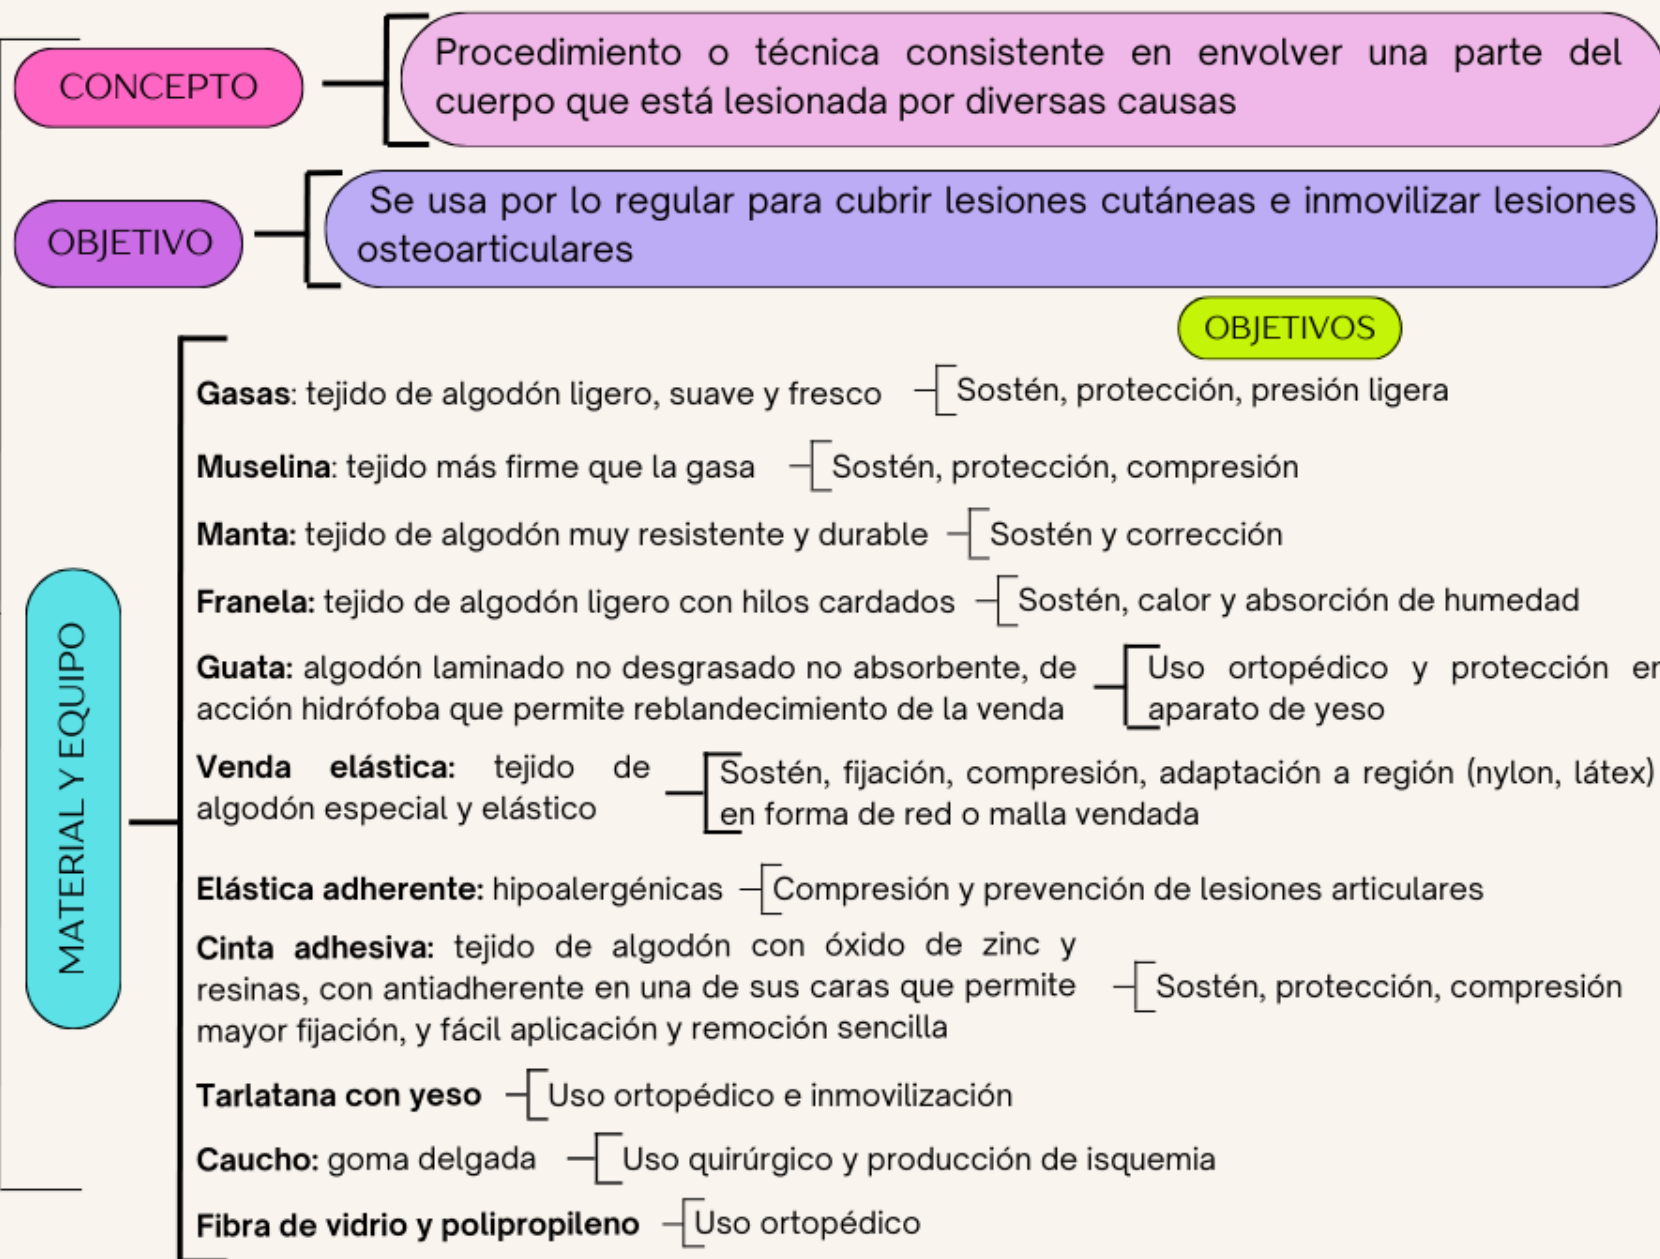 CONCEPTO
Procedimiento o técnica consistente en envolver una parte del
cuerpo que está lesionada por diversas causas
OBJETIVO
Se usa por lo regular para cubrir lesiones cutáneas e inmovilizar lesiones
osteoarticulares
OBJETIVOS
MATERIAL Y EQUIPO
Gasas: tejido de algodón ligero, suave y fresco
Sostén, protección, presión ligera
Muselina: tejido más firme que la gasa
Sostén, protección, compresión
Manta: tejido de algodón muy resistente y durable
Sostén y corrección
Franela: tejido de algodón ligero con hilos cardados
Sostén, calor y absorción de humedad
Guata: algodón laminado no desgrasado no absorbente, de
acción hidrófoba que permite reblandecimiento de la venda
Uso ortopédico y protección en
aparato de yeso
Venda elástica: tejido de
algodón especial y elástico
Sostén, fijación, compresión, adaptación a región (nylon, látex)
en forma de red o malla vendada
Elástica adherente: hipoalergénicas
Compresión y prevención de lesiones articulares
Cinta adhesiva: tejido de algodón con óxido de zinc y
resinas, con antiadherente en una de sus caras que permite
mayor fijación, y fácil aplicación y remoción sencilla
Sostén, protección, compresión
Tarlatana con yeso
Uso ortopédico e inmovilización
Caucho: goma delgada
Uso quirúrgico y producción de isquemia
Fibra de vidrio y polipropileno
Uso ortopédico